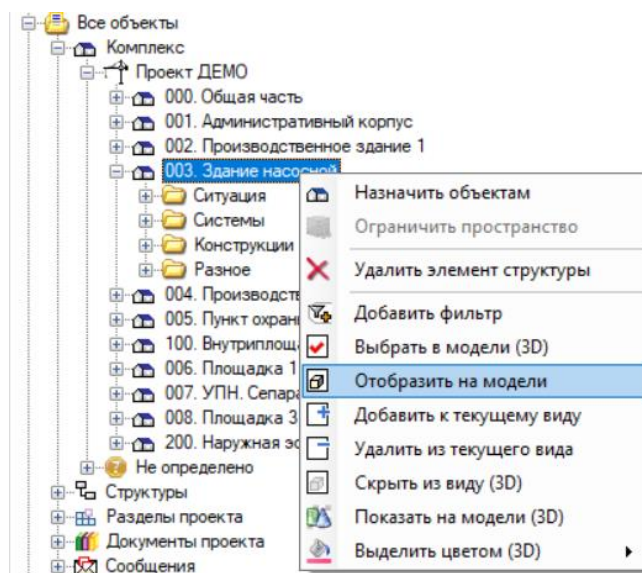 Все объекты
Комплекс
Проект ДЕМО
000. Общая часть
001. Административный корпус
002. Производственное здание 1
003. Здание насосной
Ситуация
Системы
Конструкции
Разное
004. Производств
005. Пункт охран
100. Внутриплощ
006. Площадка 1
007. УПН. Сепар
008. Площадка 3
200. Наружная эс
Не определено
Структуры
Разделы проекта
Документы проекта
Сообщения
Назначить объектам
Ограничить пространство
Удалить элемент структуры
Добавить фильтр
Выбрать в модели (3D)
Отобразить на модели
Добавить к текущему виду
Удалить из текущего вида
Скрыть из виду (3D)
Показать на модели (3D)
Выделить цветом (3D)